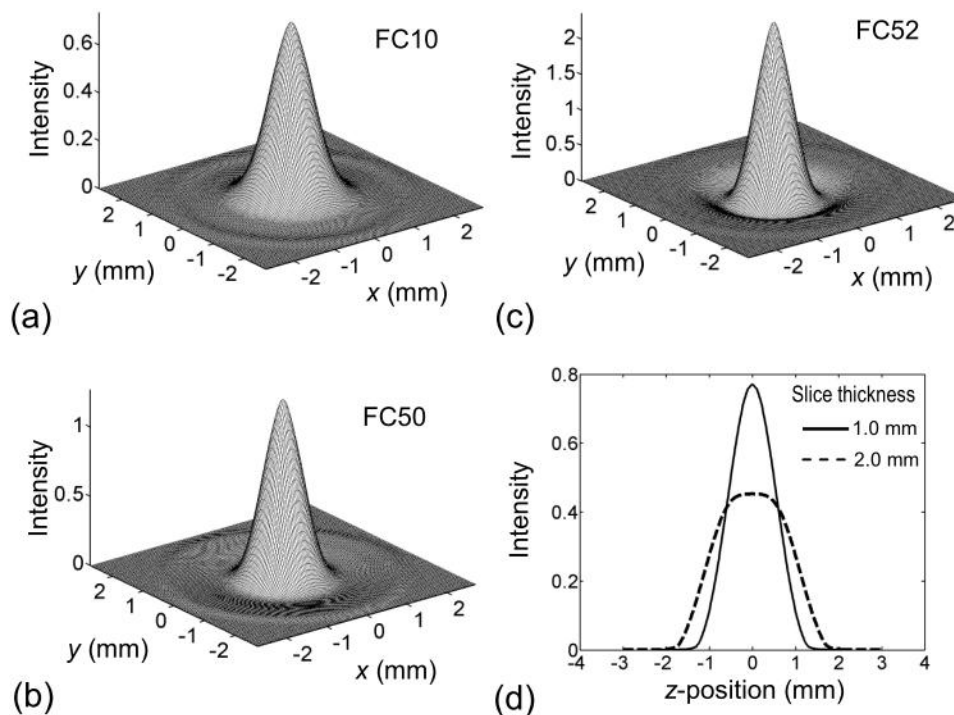 FC10
Intensity
0.6
0.4
0.2
0
2
1
0
-1
-2
y (mm)
-2
-1
0
1
2
x (mm)
(a)
FC52
Intensity
2
1.5
1
0.5
0
2
1
0
-1
-2
y (mm)
-2
-1
0
1
2
x (mm)
(c)
FC50
Intensity
1
0.5
0
2
1
0
-1
-2
y (mm)
-2
-1
0
1
2
x (mm)
(b)
0.8
0.6
0.4
0.2
0
Intensity
Slice thickness
1.0 mm
2.0 mm
-4 -3 -2 -1 0 1 2 3 4
z-position (mm)
(d)